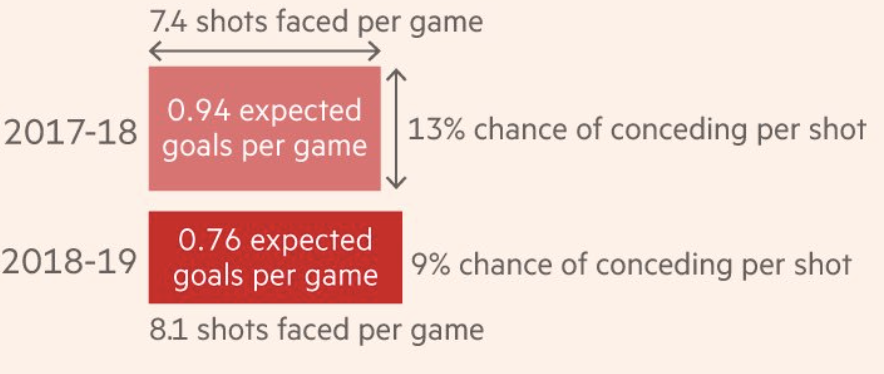 7.4 shots faced per game
0.94 expected
goals per game
2017-18
13% chance of conceding per shot
0.76 expected
goals per game
2018-19
9% chance of conceding per shot
8.1 shots faced per game